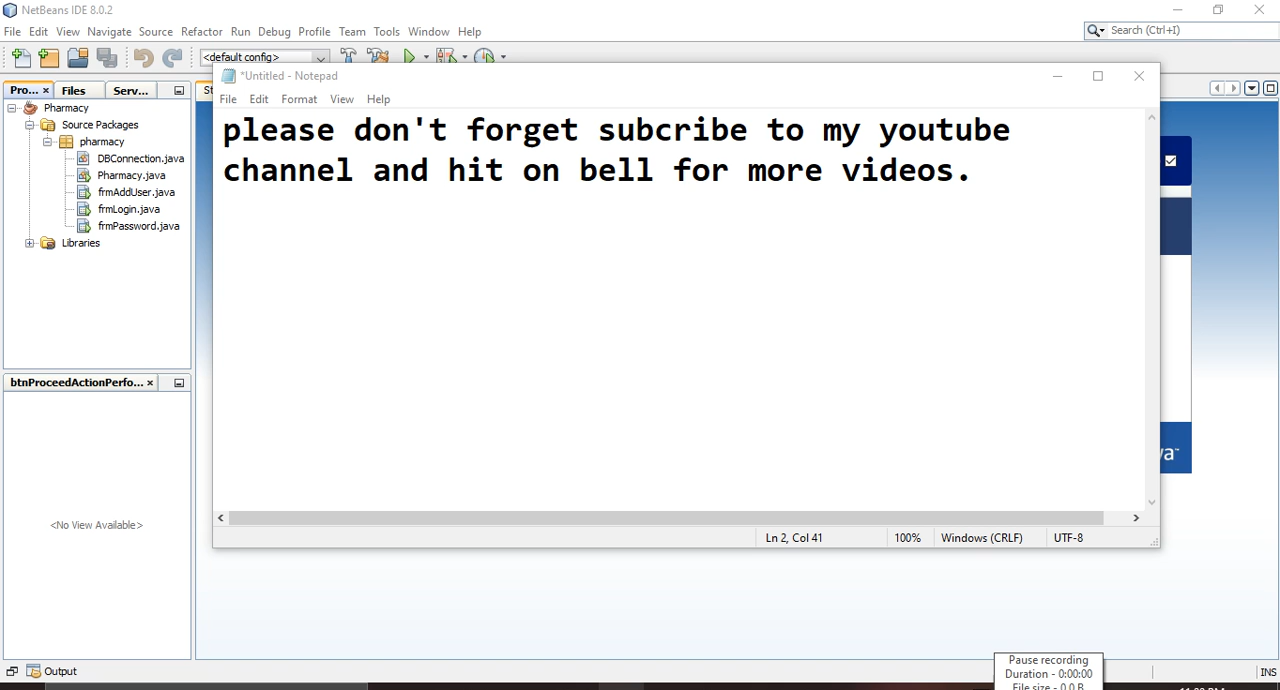 NetBeans IDE 8.0.2
File Edit View Navigate Source Refactor Run Debug Profile Team Tools Window Help
Search (Ctrl+I)
<default config>
*Untitled - Notepad
File Edit Format View Help
please don't forget subcribe to my youtube
channel and hit on bell for more videos.
Ln 2, Col 41 100% Windows (CRLF) UTF-8
Pro... Files Serv...
Pharmacy
Source Packages
pharmacy
DBConnection.java
Pharmacy.java
frmAddUser.java
frmLogin.java
frmPassword.java
Libraries
btnProceedActionPerfo...
<No View Available>
Output
Pause recording
Duration - 0:00:00
File size - 0.0 B
INS